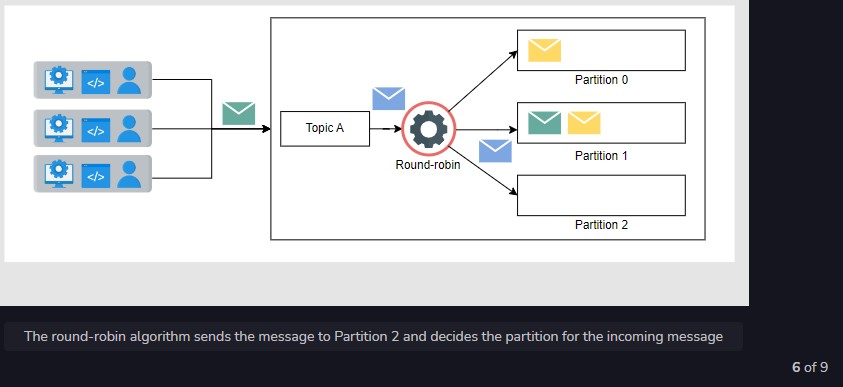 </>
</>
</>
Topic A
Round-robin
Partition 0
Partition 1
Partition 2
The round-robin algorithm sends the message to Partition 2 and decides the partition for the incoming message
6 of 9